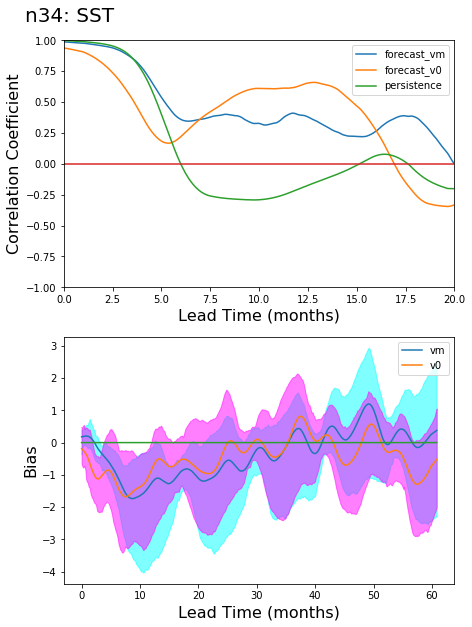 n34: SST
1.00
0.75
0.50
0.25
0.00
−0.25
−0.50
−0.75
−1.00
Correlation Coefficient
forecast_vm
forecast_v0
persistence
0.0 2.5 5.0 7.5 10.0 12.5 15.0 17.5 20.0
Lead Time (months)
3
2
1
0
−1
−2
−3
−4
Bias
vm
v0
0 10 20 30 40 50 60
Lead Time (months)